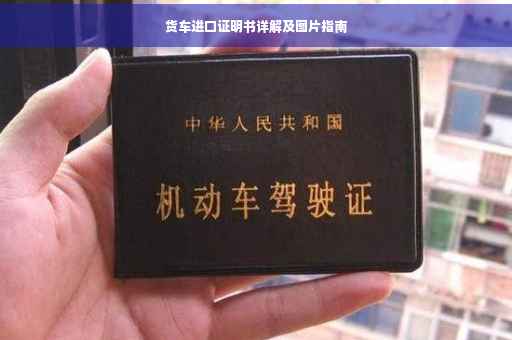 货车进口证明书详解及图片指南
中华人民共和国
机动车驾驶证